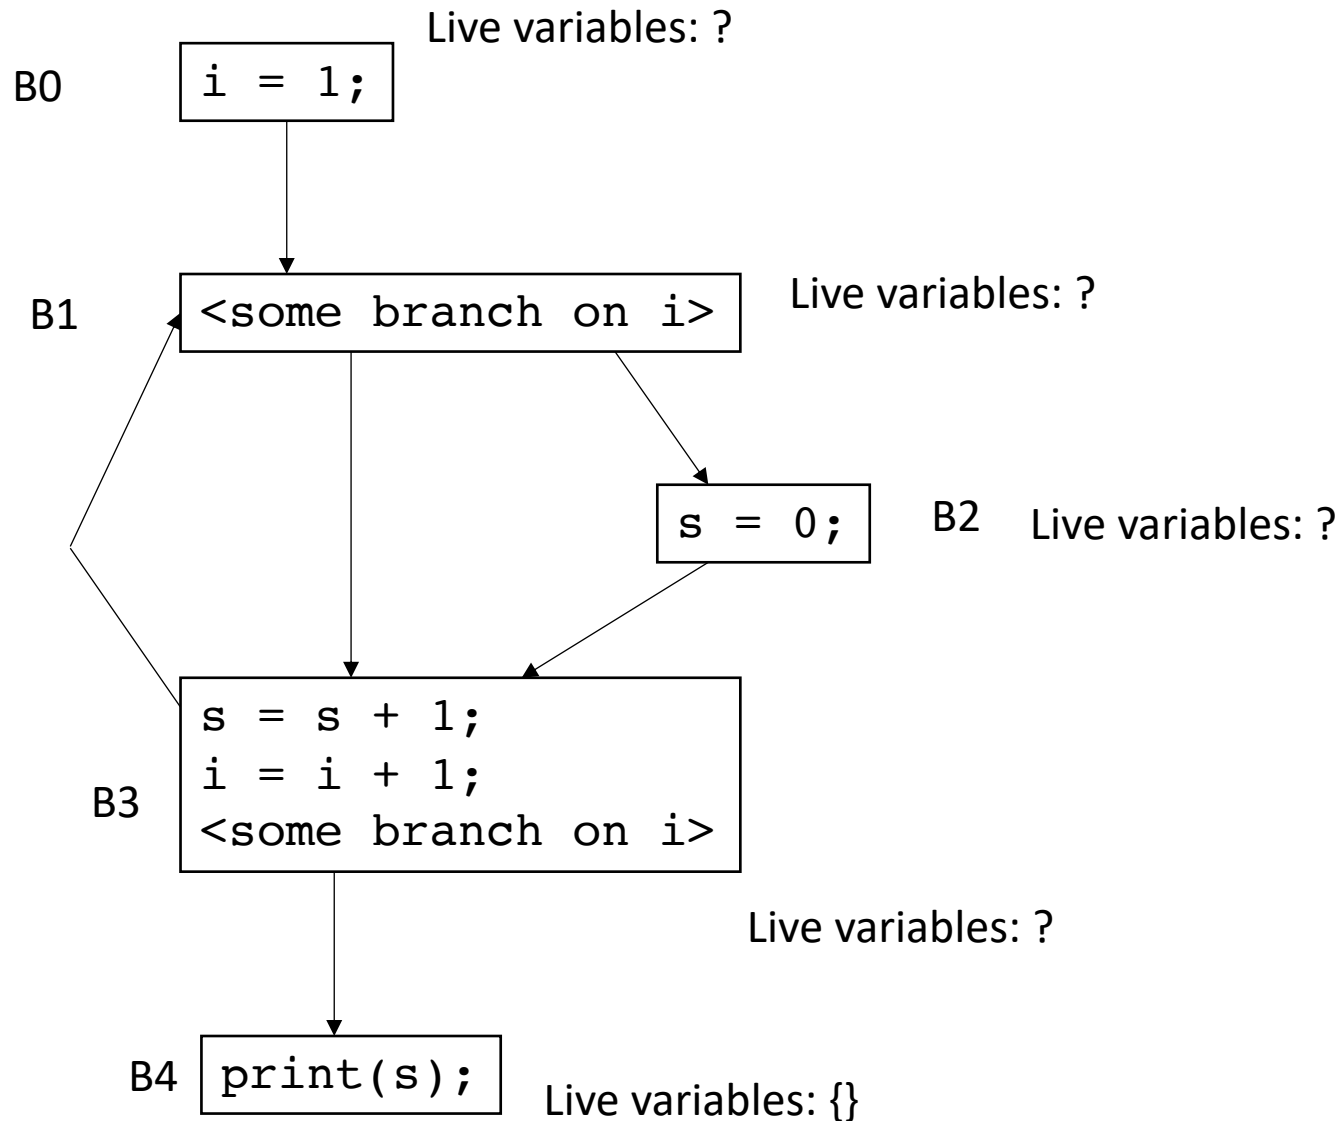 Live variables: ?
B0
i = 1;
B1
<some branch on i>
Live variables: ?
s = 0;
B2
Live variables: ?
B3
s = s + 1;
i = i + 1;
<some branch on i>
Live variables: ?
B4
print(s);
Live variables: {}